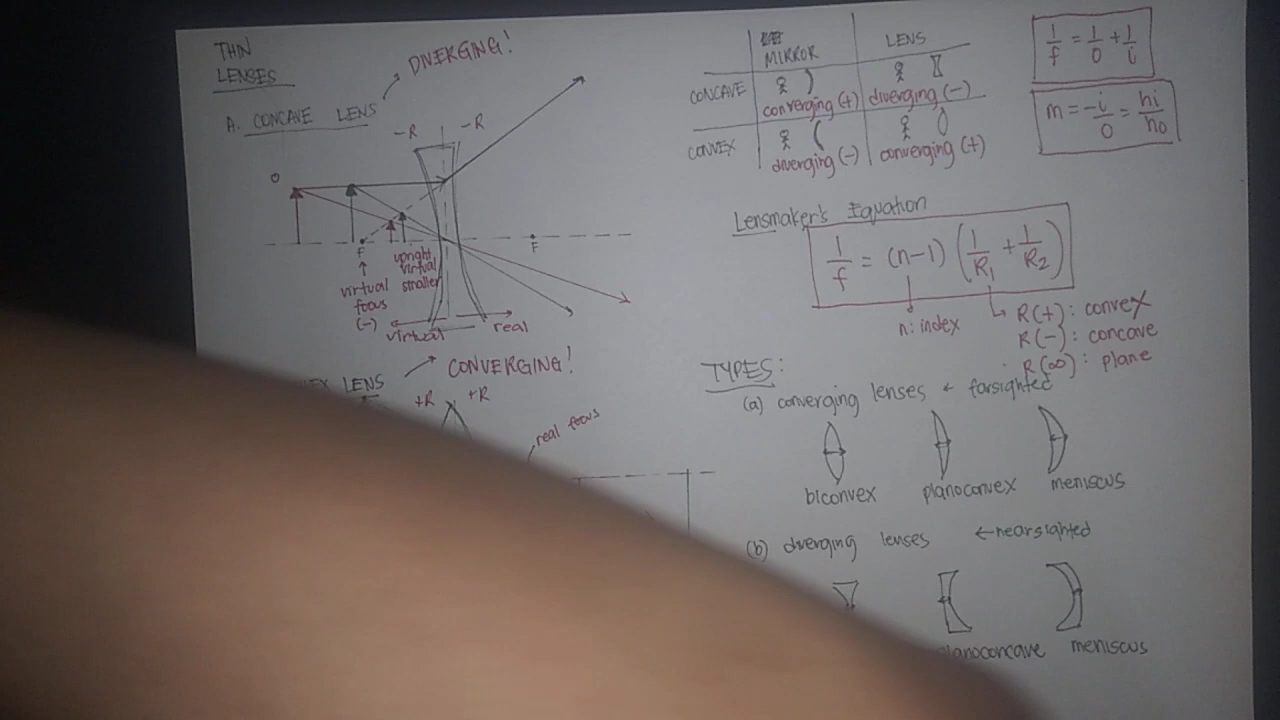 THIN
LENSES
DIVERGING!
A. CONCAVE LENS
-R -R
O
F
F
virtual
focus
(-)
upright
virtual
smaller
virtual real
LENS
CONVERGING!
+R +R
real focus
MIRROR LENS
CONCAVE
converging (+) diverging (-)
CONVEX
diverging (-) converging (+)
1/f = 1/o + 1/i
m = -i/o = hi/ho
Lensmaker's Equation
1/f = (n-1) (1/R1 + 1/R2)
n: index
R(+): convex
R(-): concave
R(∞): plane
TYPES:
(a) converging lenses ← farsighted
biconvex planoconvex meniscus
(b) diverging lenses ← nearsighted
meniscus